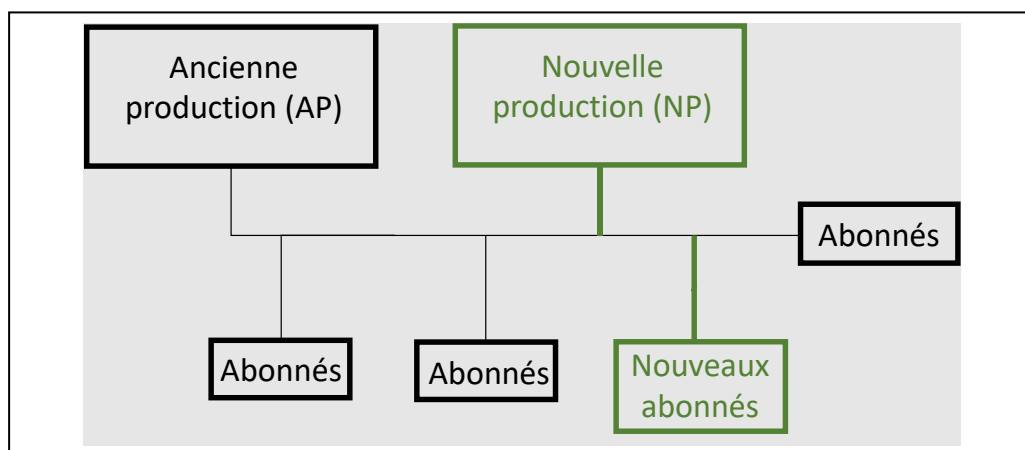 Ancienne
production (AP)
Nouvelle
production (NP)
Abonnés
Abonnés
Abonnés
Nouveaux
abonnés